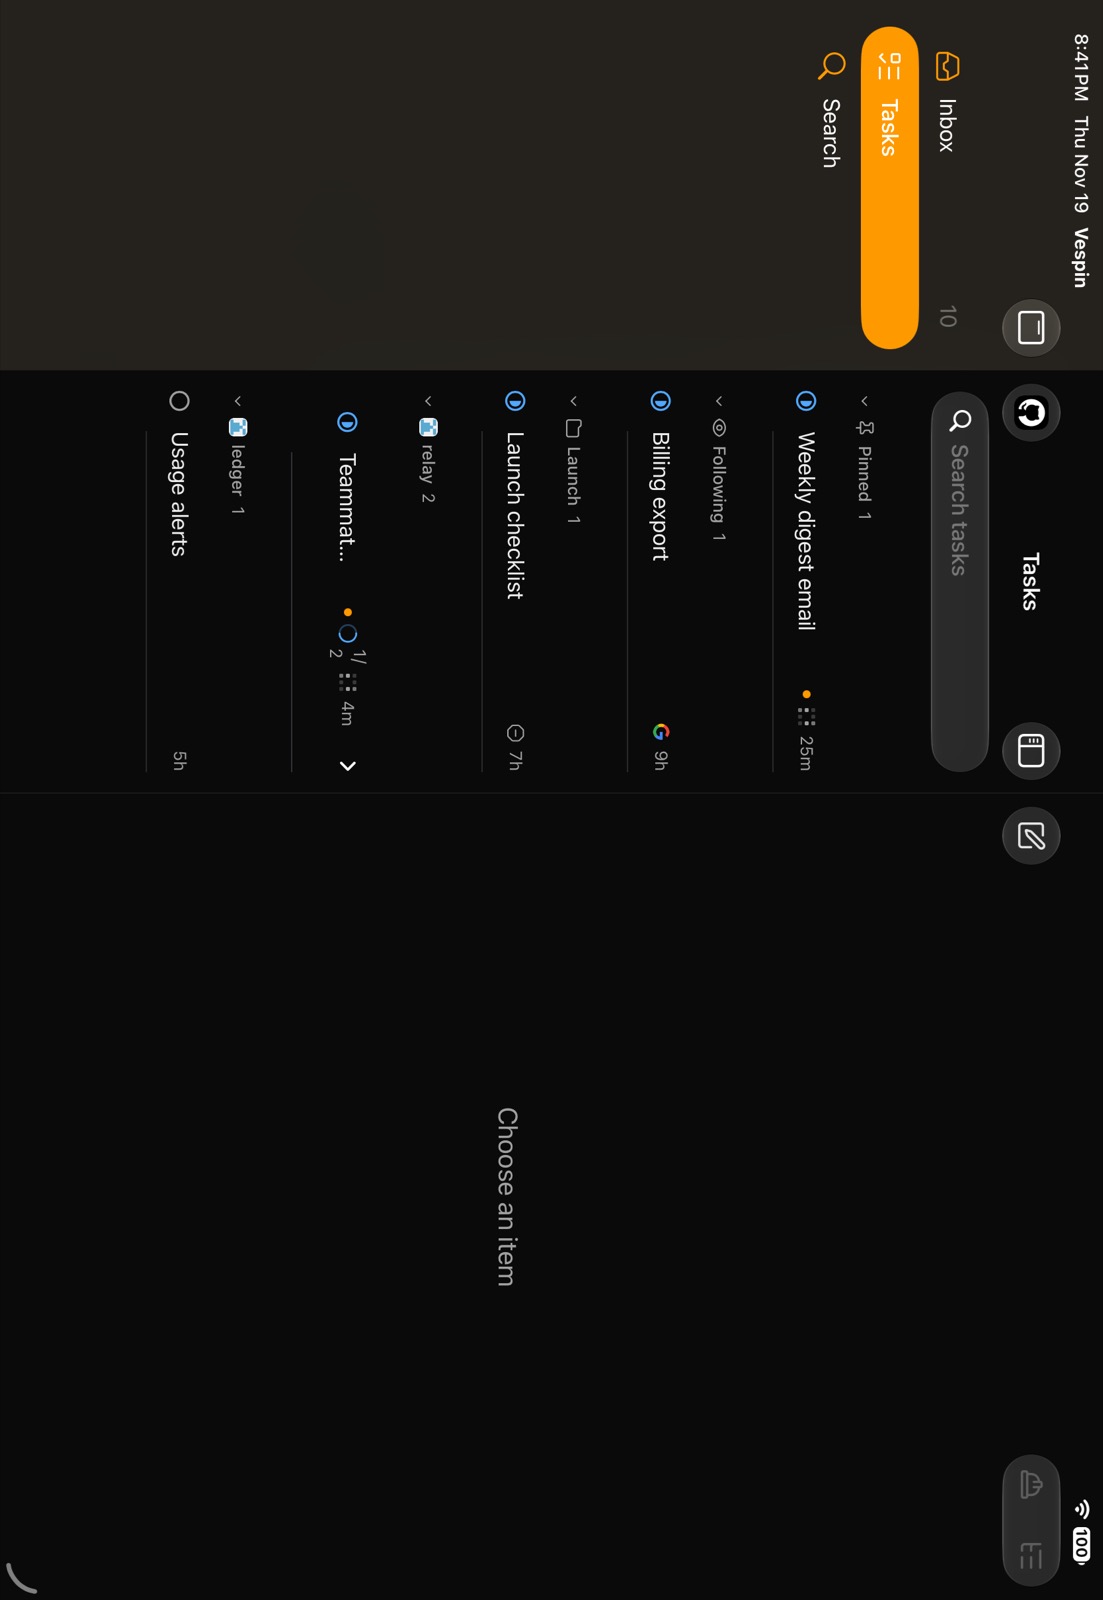 8:41 PM Thu Nov 19 Vespin
100
Inbox 10
Tasks
Search
Tasks
Search tasks
Pinned 1
Weekly digest email 25m
Following 1
Billing export 9h
Launch 1
Launch checklist 7h
relay 2
Teammat... 1/2 4m
ledger 1
Usage alerts 5h
Choose an item